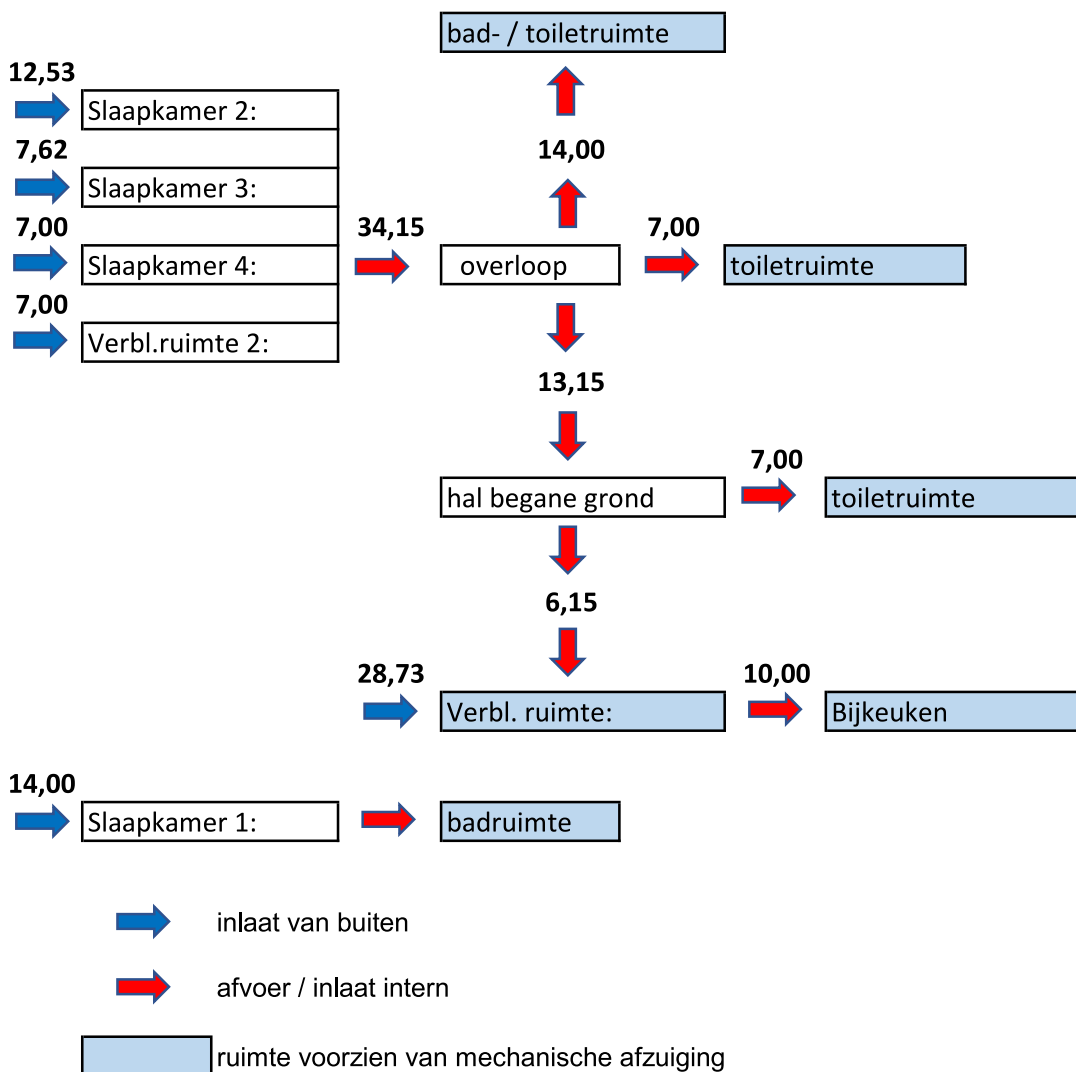 bad- / toiletruimte
12,53
Slaapkamer 2:
7,62
14,00
Slaapkamer 3:
7,00
34,15
7,00
Slaapkamer 4:
overloop
toiletruimte
7,00
Verbl.ruimte 2:
13,15
7,00
hal begane grond
toiletruimte
6,15
28,73
10,00
Verbl. ruimte:
Bijkeuken
14,00
Slaapkamer 1:
badruimte
inlaat van buiten
afvoer / inlaat intern
ruimte voorzien van mechanische afzuiging